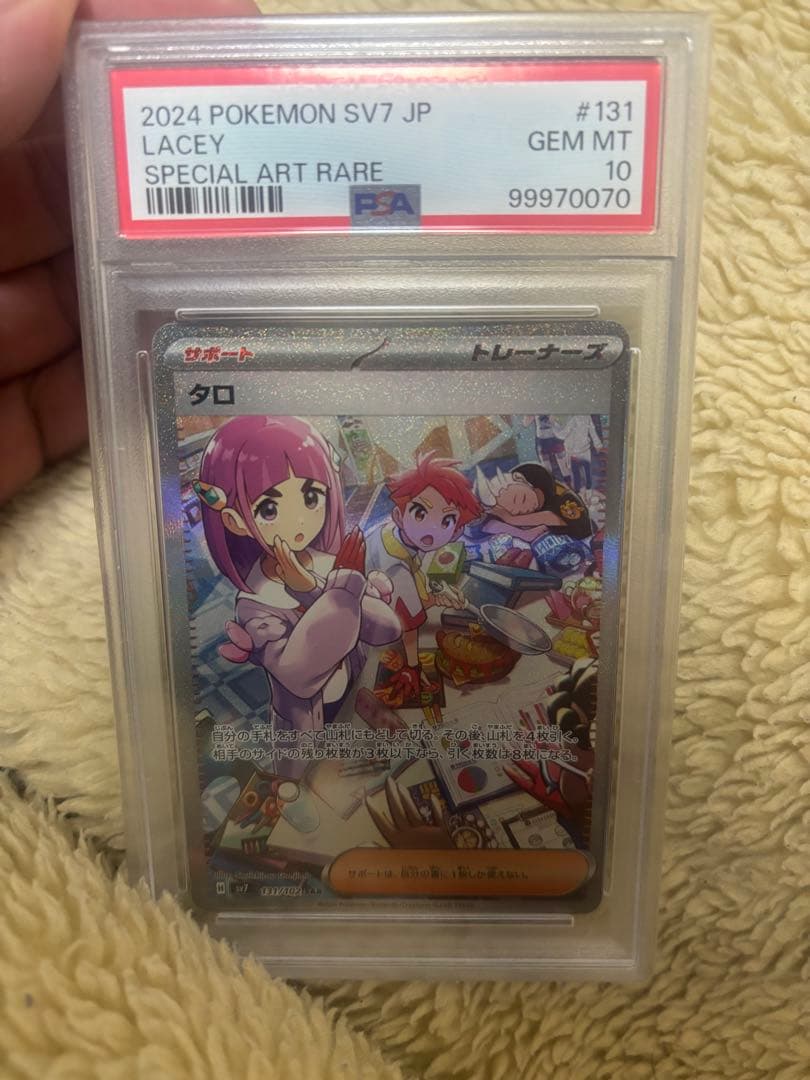 2024 POKEMON SV7 JP #131
LACEY GEM MT
SPECIAL ART RARE 10
PSA 99970070
サポート トレーナーズ
タロ
自分の手札をすべて山札にもどして切る。その後、山札を4枚引く。
相手のサイドの残り枚数が3枚以下なら、引く枚数は8枚になる。
サポートは、自分の番に1枚しか使えない。
H SV7 131/102 SAR